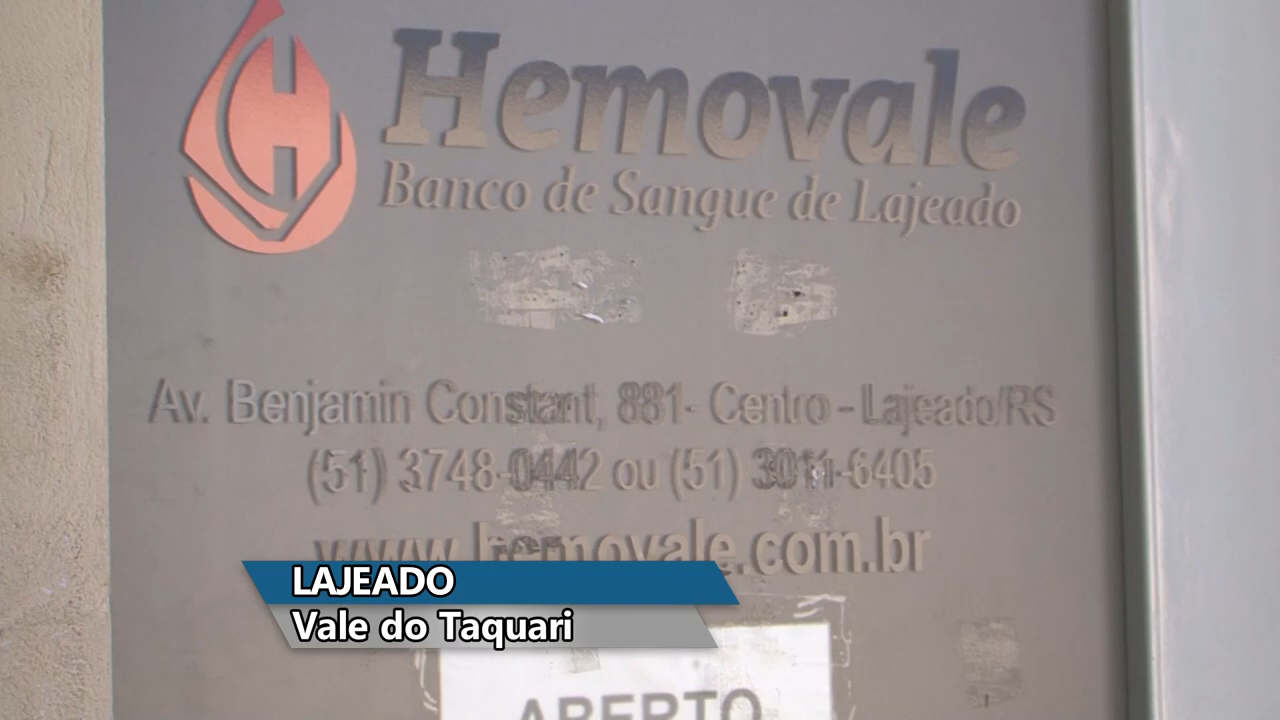 H
Hemovale
Banco de Sangue de Lajeado
Av. Benjamin Constant, 881- Centro - Lajeado/RS
(51) 3748-0442 ou (51) 3011-6405
www.hemovale.com.br
LAJEADO
Vale do Taquari
ABERTO